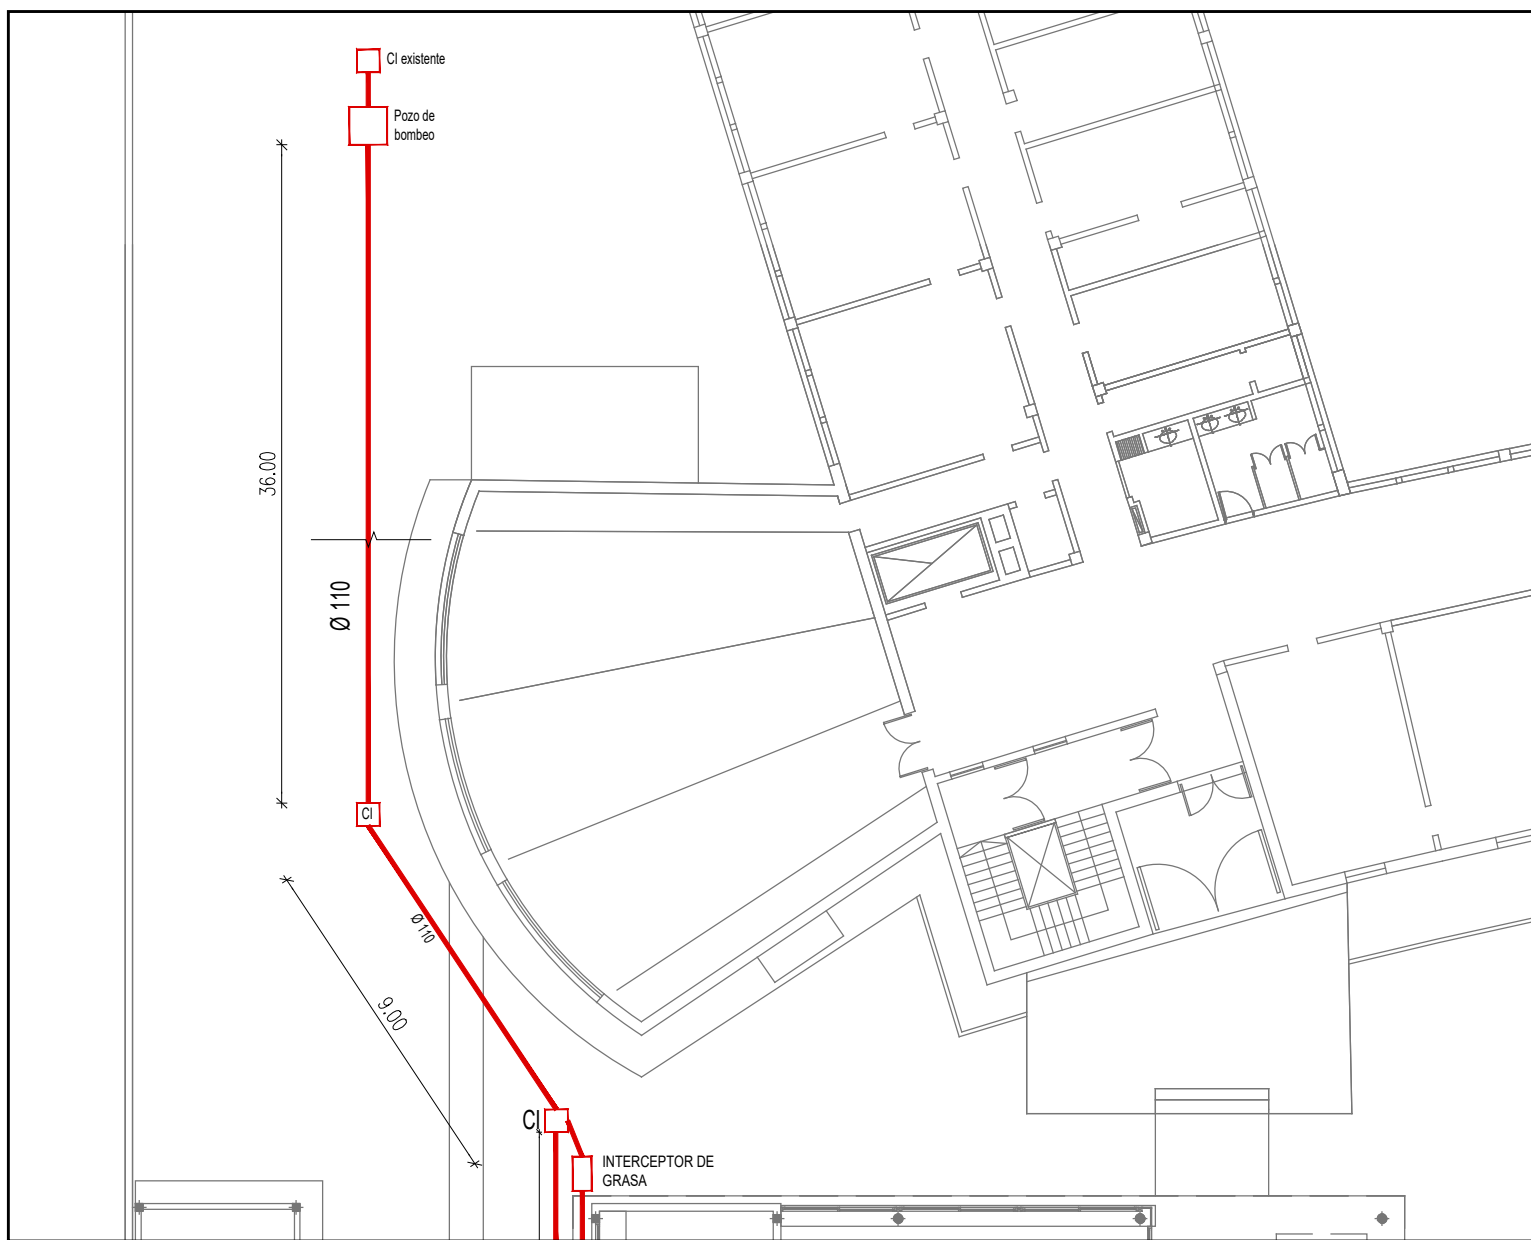 CI existente
Pozo de
bombeo
36.00
Ø 110
CI
Ø 110
9.00
CI
INTERCEPTOR DE
GRASA